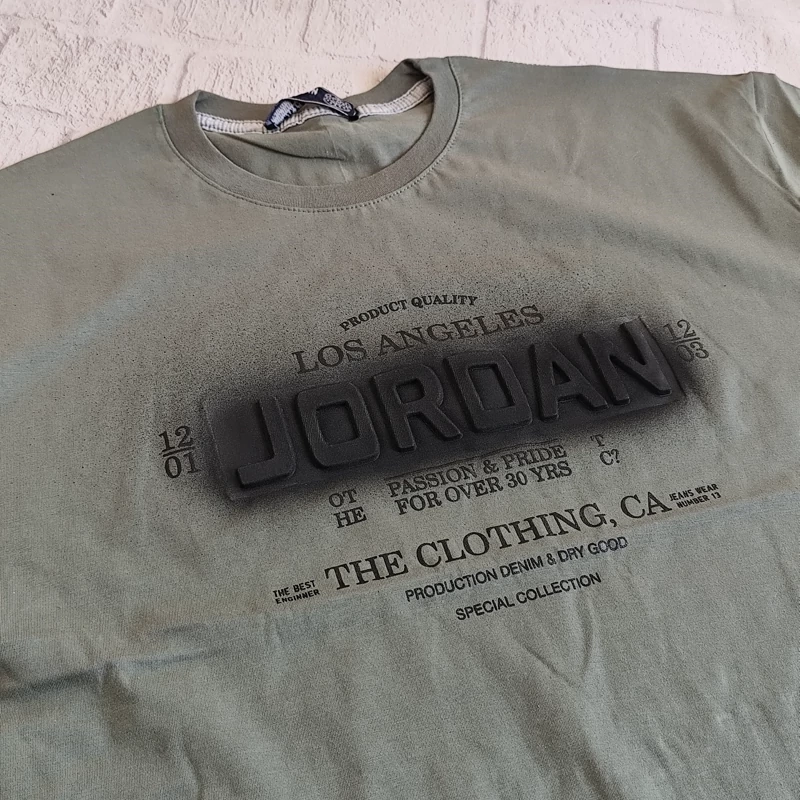 PRODUCT QUALITY
LOS ANGELES
12
03
JORDAN
12
01
OT
HE
PASSION & PRIDE
FOR OVER 30 YRS
T
C?
JEANS WEAR
NUMBER 13
THE CLOTHING, CA
THE BEST
ENGINNER
PRODUCTION DENIM & DRY GOOD
SPECIAL COLLECTION